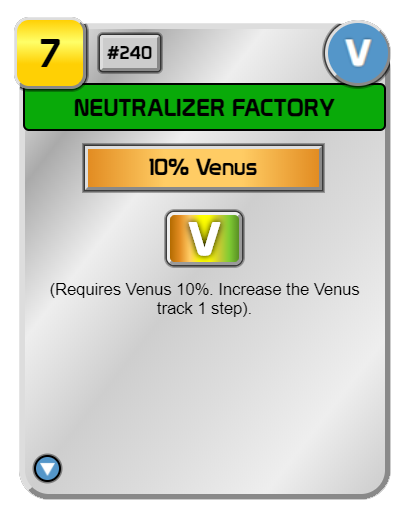 7
#240
V
NEUTRALIZER FACTORY
10% Venus
V
(Requires Venus 10%. Increase the Venus
track 1 step).